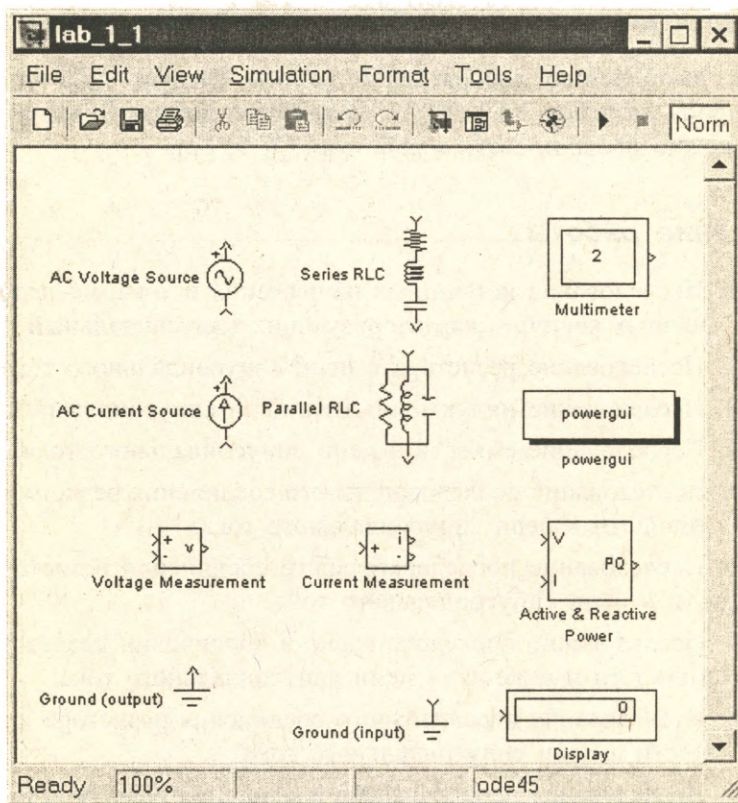 lab_1_1
File Edit View Simulation Format Tools Help
Norm
AC Voltage Source
Series RLC
2
Multimeter
AC Current Source
Parallel RLC
powergui
powergui
+ v
Voltage Measurement
i
+
Current Measurement
V
I
PQ
Active & Reactive
Power
Ground (output)
Ground (input)
0
Display
Ready 100% ode45